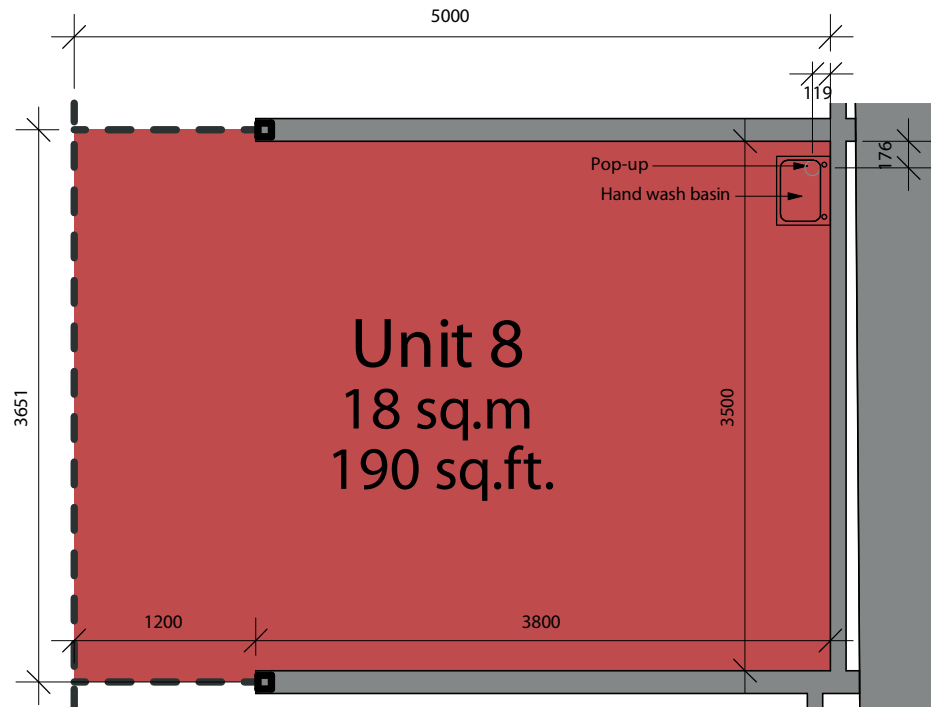 5000
119
176
Pop-up
Hand wash basin
Unit 8
18 sq.m
190 sq.ft.
3651
3500
1200
3800